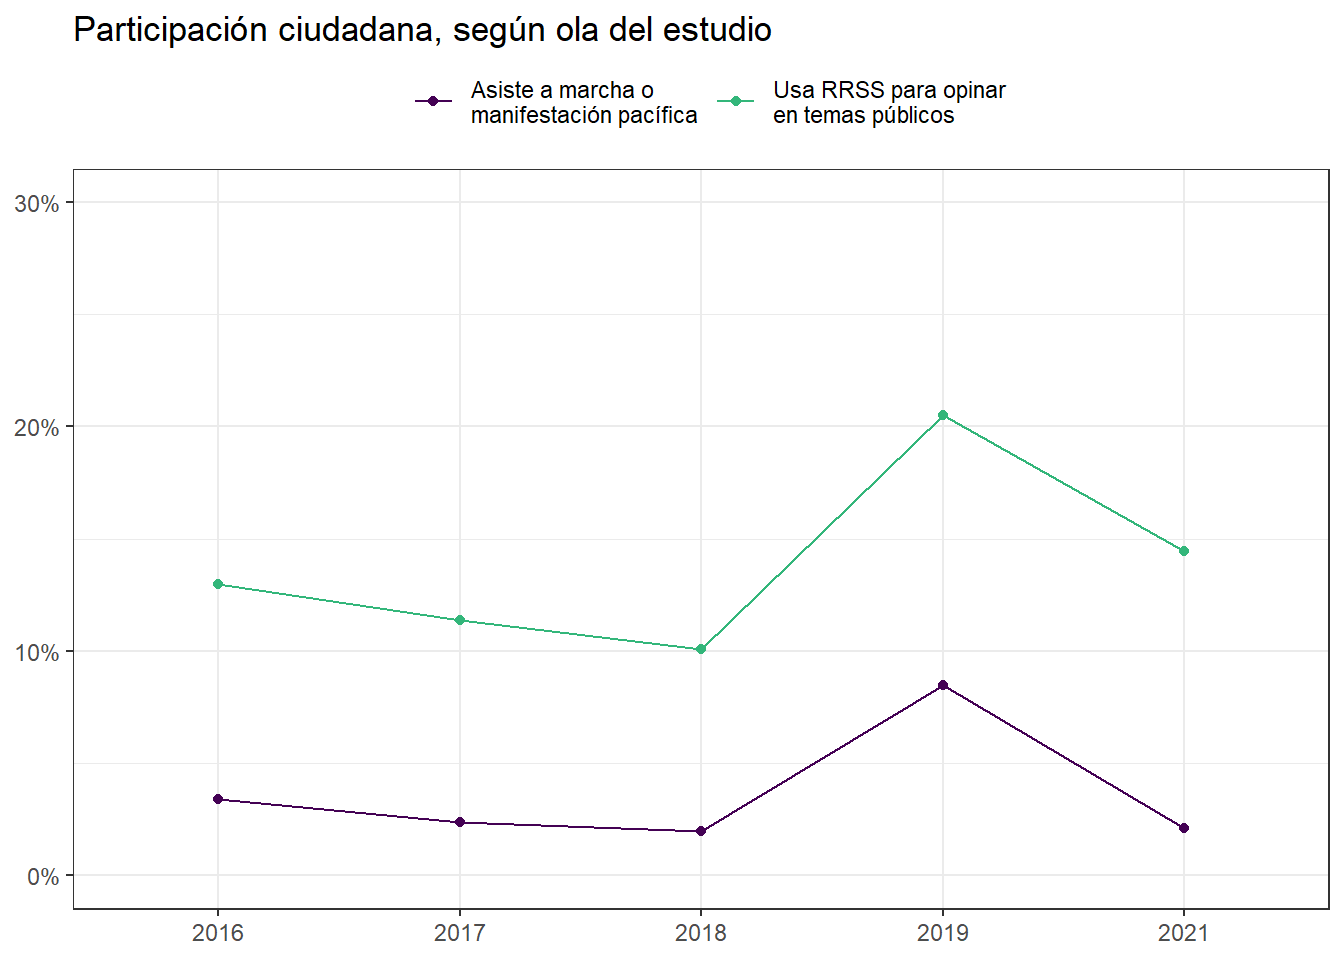 Participación ciudadana, según ola del estudio
Asiste a marcha o
manifestación pacífica
Usa RRSS para opinar
en temas públicos
30%
20%
10%
0%
2016
2017
2018
2019
2021